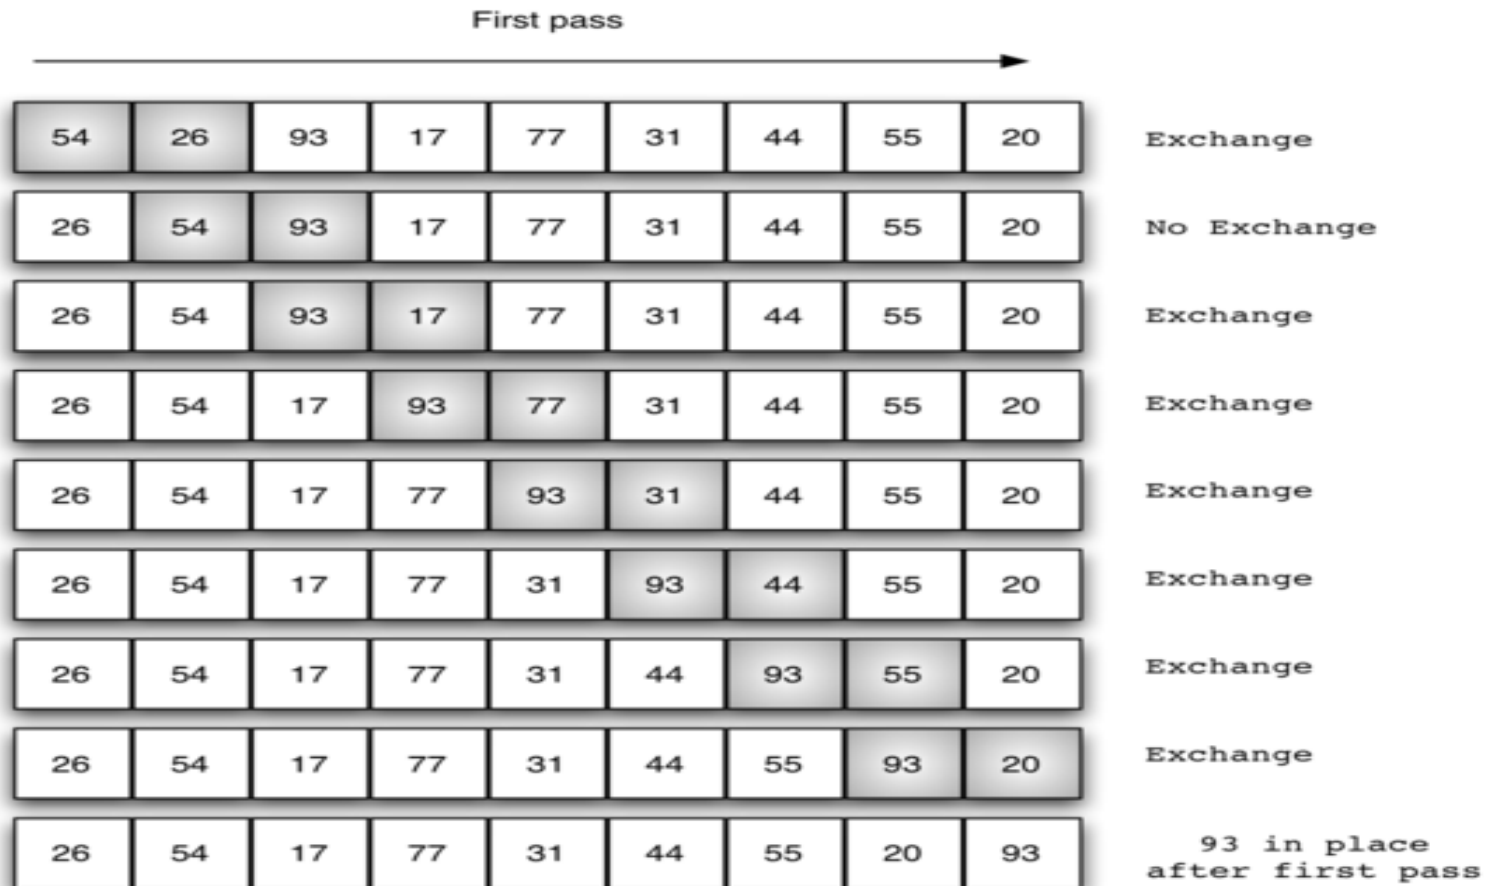 First pass
54 26 93 17 77 31 44 55 20 Exchange
26 54 93 17 77 31 44 55 20 No Exchange
26 54 93 17 77 31 44 55 20 Exchange
26 54 17 93 77 31 44 55 20 Exchange
26 54 17 77 93 31 44 55 20 Exchange
26 54 17 77 31 93 44 55 20 Exchange
26 54 17 77 31 44 93 55 20 Exchange
26 54 17 77 31 44 55 93 20 Exchange
26 54 17 77 31 44 55 20 93 93 in place
after first pass